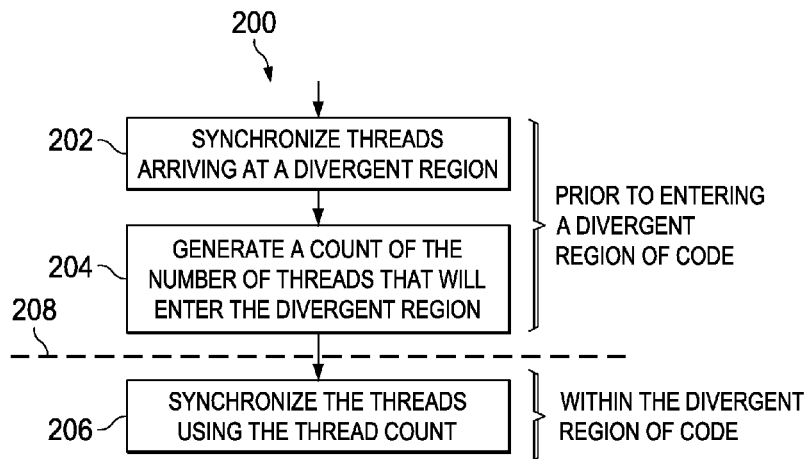 200
202
SYNCHRONIZE THREADS
ARRIVING AT A DIVERGENT REGION
204
GENERATE A COUNT OF THE
NUMBER OF THREADS THAT WILL
ENTER THE DIVERGENT REGION
PRIOR TO ENTERING
A DIVERGENT
REGION OF CODE
208
206
SYNCHRONIZE THE THREADS
USING THE THREAD COUNT
WITHIN THE DIVERGENT
REGION OF CODE